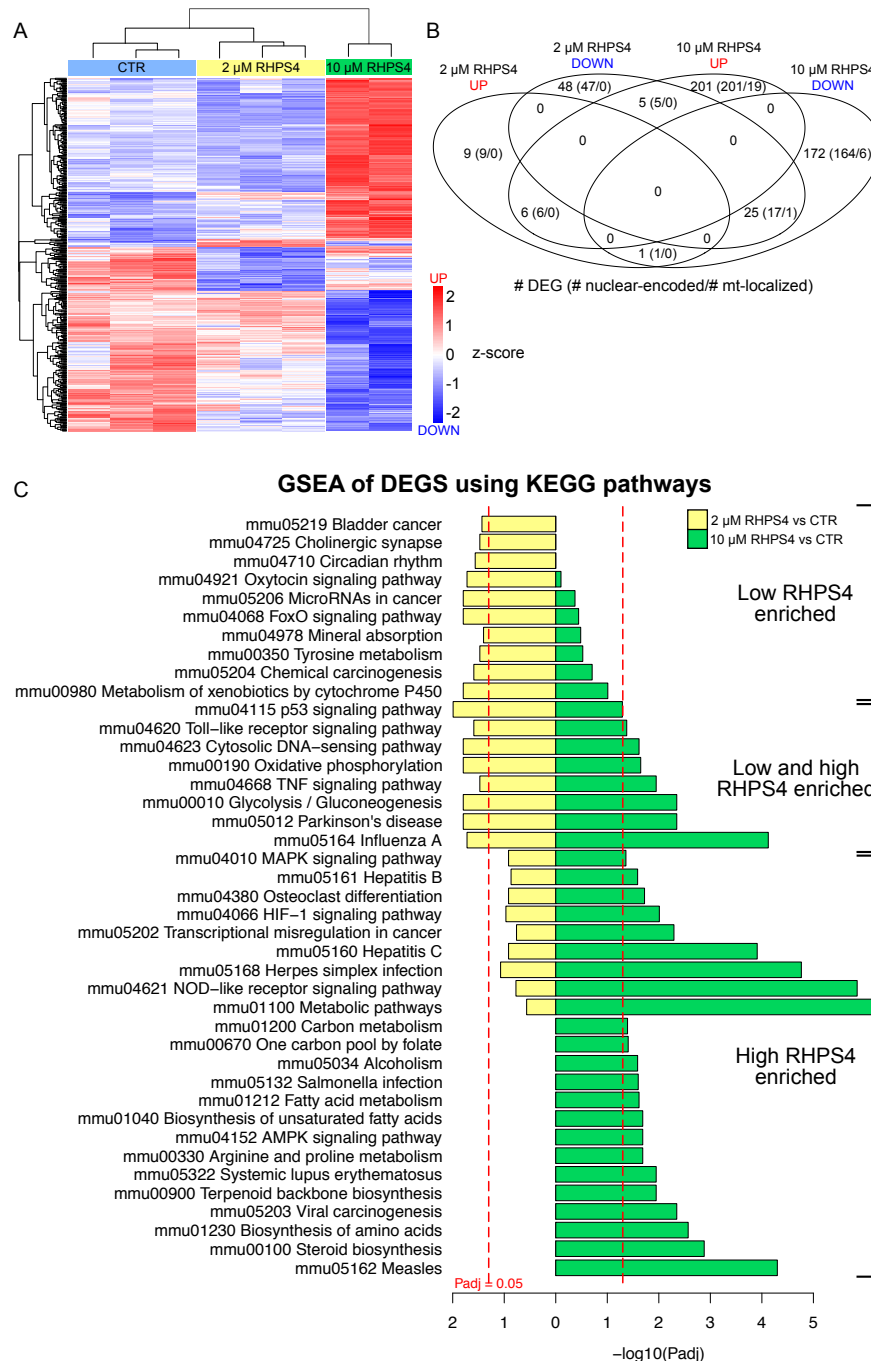 A
CTR
2 µM RHPS4
10 µM RHPS4
UP
2
1
0
-1
-2
DOWN
z-score
B
2 µM RHPS4
UP
2 µM RHPS4
DOWN
10 µM RHPS4
UP
10 µM RHPS4
DOWN
48 (47/0)
201 (201/19)
5 (5/0)
0
0
9 (9/0)
0
0
172 (164/6)
0
6 (6/0)
25 (17/1)
0
0
1 (1/0)
# DEG (# nuclear-encoded/# mt-localized)
C
GSEA of DEGS using KEGG pathways
2 µM RHPS4 vs CTR
10 µM RHPS4 vs CTR
mmu05219 Bladder cancer
mmu04725 Cholinergic synapse
mmu04710 Circadian rhythm
mmu04921 Oxytocin signaling pathway
mmu05206 MicroRNAs in cancer
mmu04068 FoxO signaling pathway
mmu04978 Mineral absorption
mmu00350 Tyrosine metabolism
mmu05204 Chemical carcinogenesis
mmu00980 Metabolism of xenobiotics by cytochrome P450
Low RHPS4
enriched
mmu04115 p53 signaling pathway
mmu04620 Toll−like receptor signaling pathway
mmu04623 Cytosolic DNA−sensing pathway
mmu00190 Oxidative phosphorylation
mmu04668 TNF signaling pathway
mmu00010 Glycolysis / Gluconeogenesis
mmu05012 Parkinson's disease
mmu05164 Influenza A
Low and high
RHPS4 enriched
mmu04010 MAPK signaling pathway
mmu05161 Hepatitis B
mmu04380 Osteoclast differentiation
mmu04066 HIF−1 signaling pathway
mmu05202 Transcriptional misregulation in cancer
mmu05160 Hepatitis C
mmu05168 Herpes simplex infection
mmu04621 NOD−like receptor signaling pathway
mmu01100 Metabolic pathways
mmu01200 Carbon metabolism
mmu00670 One carbon pool by folate
mmu05034 Alcoholism
mmu05132 Salmonella infection
mmu01212 Fatty acid metabolism
mmu01040 Biosynthesis of unsaturated fatty acids
mmu04152 AMPK signaling pathway
mmu00330 Arginine and proline metabolism
mmu05322 Systemic lupus erythematosus
mmu00900 Terpenoid backbone biosynthesis
mmu05203 Viral carcinogenesis
mmu01230 Biosynthesis of amino acids
mmu00100 Steroid biosynthesis
mmu05162 Measles
High RHPS4
enriched
Padj = 0.05
2 1 0 1 2 3 4 5
−log10(Padj)